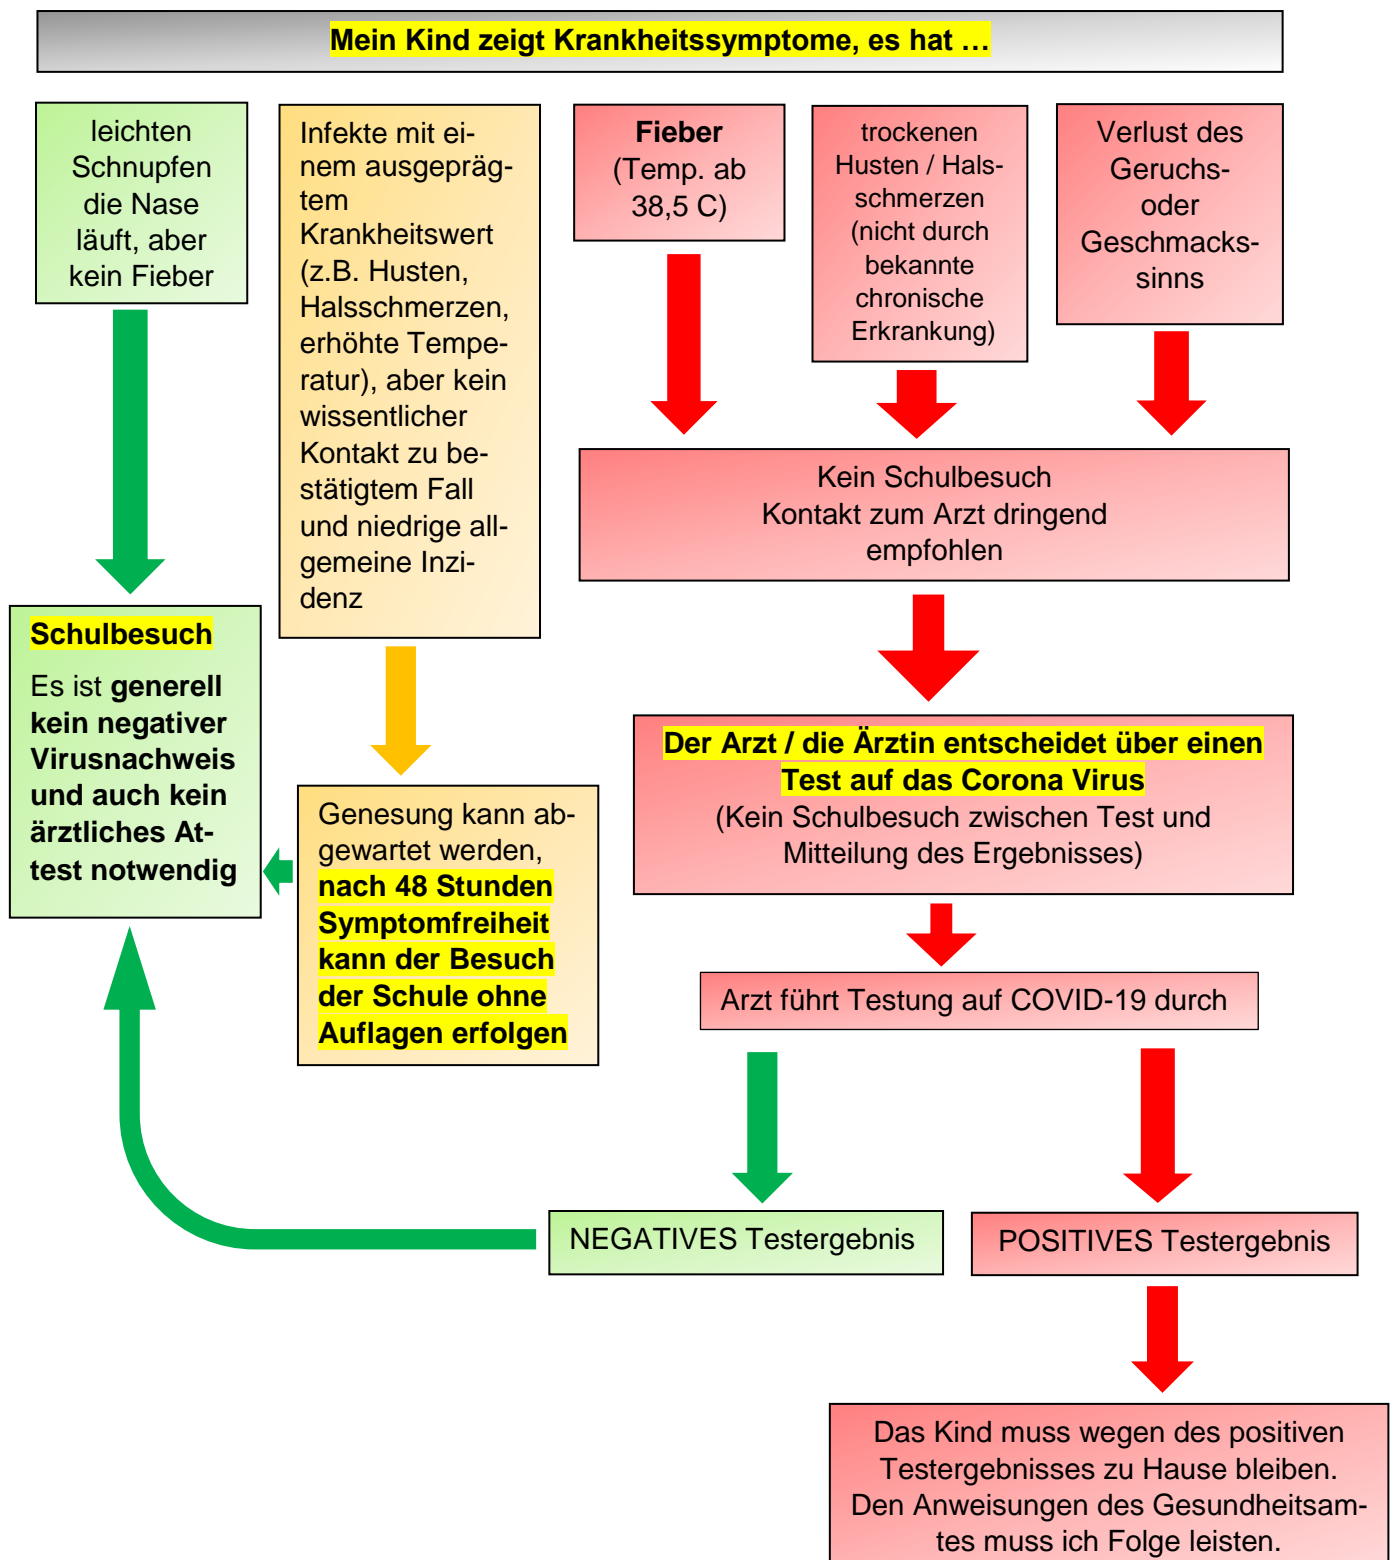 Mein Kind zeigt Krankheitssymptome, es hat …
leichten
Schnupfen
die Nase
läuft, aber
kein Fieber
Infekte mit ei-
nem ausgepräg-
tem
Krankheitswert
(z.B. Husten,
Halsschmerzen,
erhöhte Tempe-
ratur), aber kein
wissentlicher
Kontakt zu be-
stätigtem Fall
und niedrige all-
gemeine Inzi-
denz
Fieber
(Temp. ab
38,5 C)
trockenen
Husten / Hals-
schmerzen
(nicht durch
bekannte
chronische
Erkrankung)
Verlust des
Geruchs-
oder
Geschmacks-
sinns
Kein Schulbesuch
Kontakt zum Arzt dringend
empfohlen
Schulbesuch
Es ist generell
kein negativer
Virusnachweis
und auch kein
ärztliches At-
test notwendig
Genesung kann ab-
gewartet werden,
nach 48 Stunden
Symptomfreiheit
kann der Besuch
der Schule ohne
Auflagen erfolgen
Der Arzt / die Ärztin entscheidet über einen
Test auf das Corona Virus
(Kein Schulbesuch zwischen Test und
Mitteilung des Ergebnisses)
Arzt führt Testung auf COVID-19 durch
NEGATIVES Testergebnis
POSITIVES Testergebnis
Das Kind muss wegen des positiven
Testergebnisses zu Hause bleiben.
Den Anweisungen des Gesundheitsam-
tes muss ich Folge leisten.